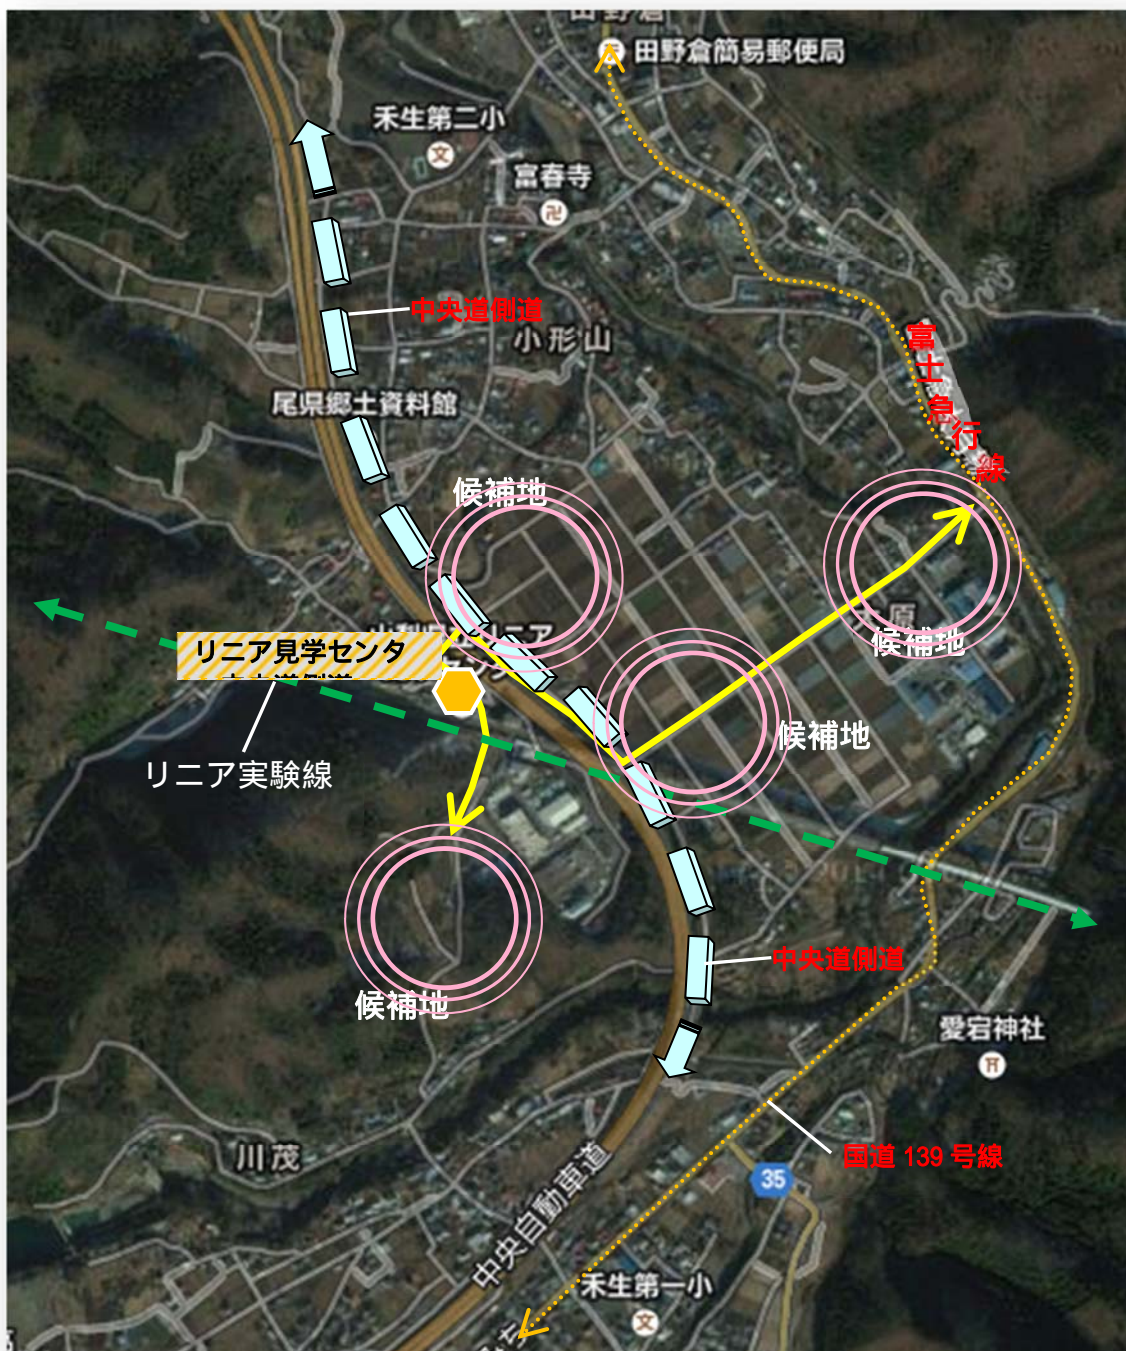 田野倉
田野倉簡易郵便局
禾生第二小
富春寺
中央道側道
小形山
富士急行線
尾県郷土資料館
候補地
候補地
原
リニア見学センタ
候補地
リニア実験線
中央道側道
候補地
愛宕神社
川茂
国道 139 号線
35
中央自動車道
禾生第一小